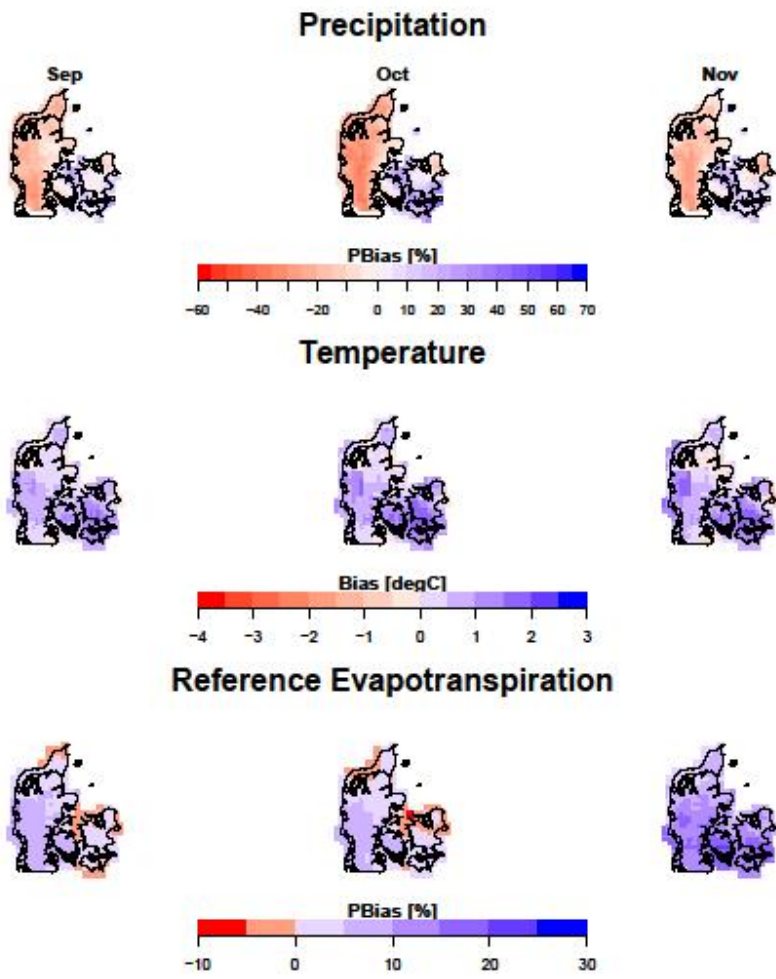 Precipitation
Sep Oct Nov
PBias [%]
−60 −40 −20 0 10 20 30 40 50 60 70
Temperature
Bias [degC]
−4 −3 −2 −1 0 1 2 3
Reference Evapotranspiration
PBias [%]
−10 0 10 20 30